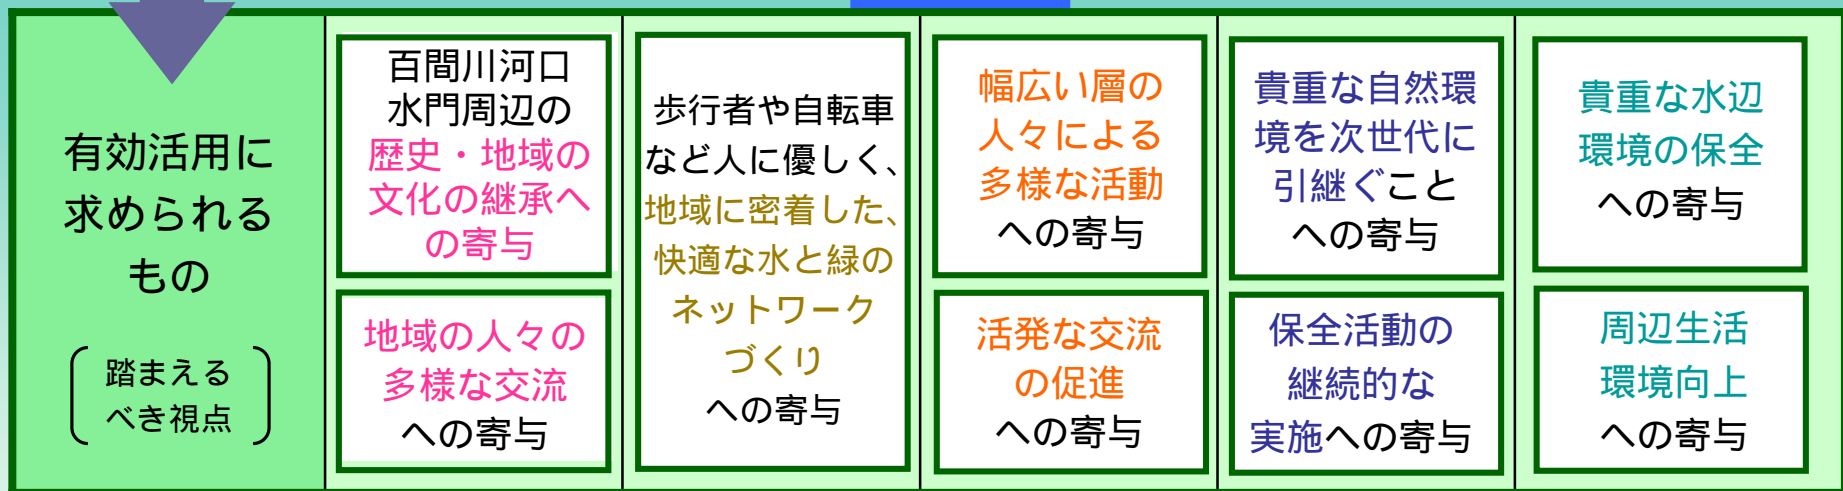 有効活用に
求められる
もの
踏まえる
べき視点
百間川河口
水門周辺の
歴史・地域の
文化の継承へ
の寄与
地域の人々の
多様な交流
への寄与
歩行者や自転車
など人に優しく、
地域に密着した、
快適な水と緑の
ネットワーク
づくり
への寄与
幅広い層の
人々による
多様な活動
への寄与
活発な交流
の促進
への寄与
貴重な自然環
境を次世代に
引継ぐこと
への寄与
保全活動の
継続的な
実施への寄与
貴重な水辺
環境の保全
への寄与
周辺生活
環境向上
への寄与